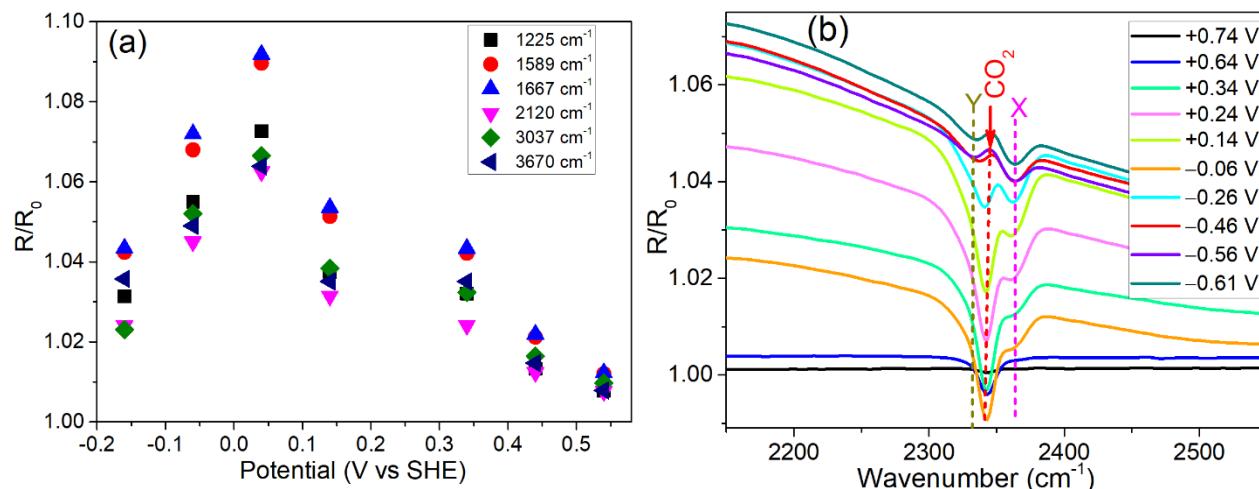 (a)
1225 cm⁻¹
1589 cm⁻¹
1667 cm⁻¹
2120 cm⁻¹
3037 cm⁻¹
3670 cm⁻¹
1.10
1.08
1.06
1.04
1.02
1.00
R/R₀
-0.2 -0.1 0.0 0.1 0.2 0.3 0.4 0.5
Potential (V vs SHE)
(b)
Y
CO₂
X
+0.74 V
+0.64 V
+0.34 V
+0.24 V
+0.14 V
−0.06 V
−0.26 V
−0.46 V
−0.56 V
−0.61 V
1.06
1.04
1.02
1.00
R/R₀
2200 2300 2400 2500
Wavenumber (cm⁻¹)